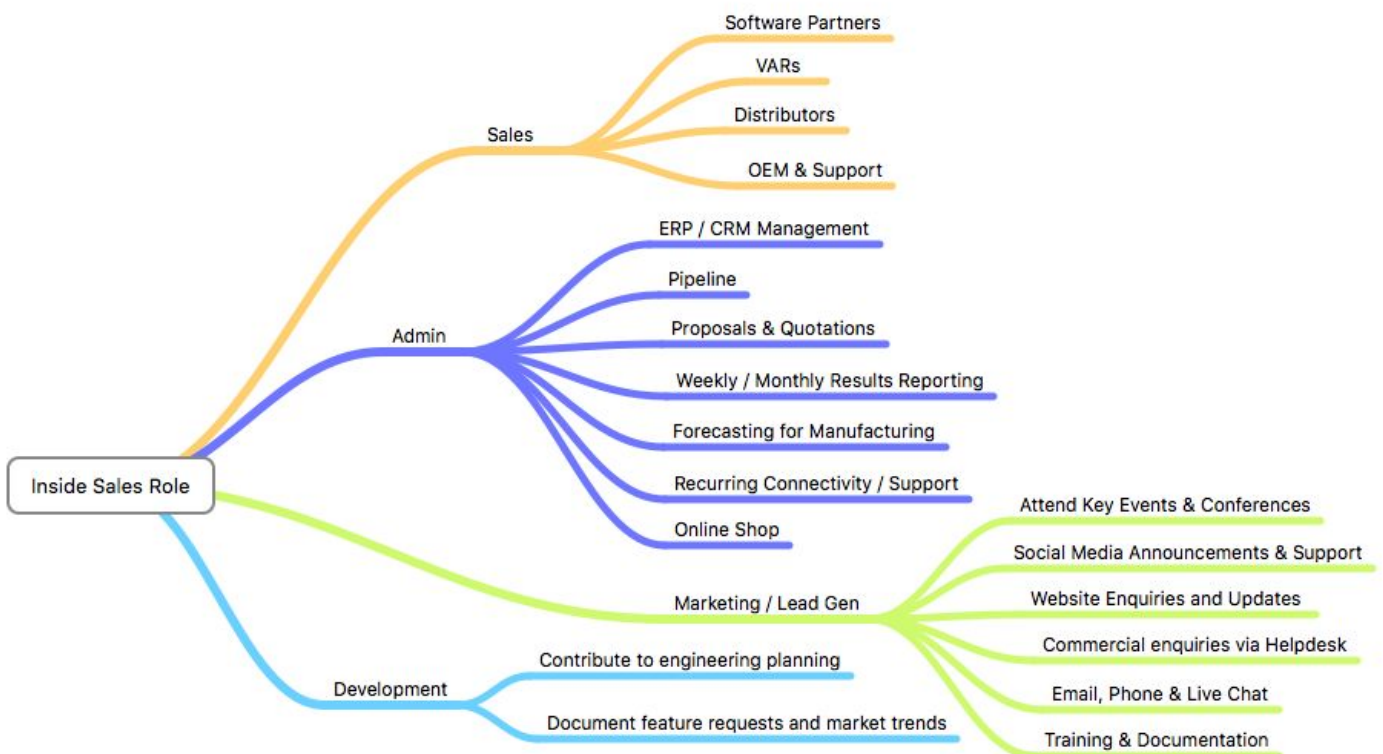 Software Partners
VARs
Distributors
Sales
OEM & Support
ERP / CRM Management
Pipeline
Proposals & Quotations
Admin
Weekly / Monthly Results Reporting
Forecasting for Manufacturing
Recurring Connectivity / Support
Online Shop
Inside Sales Role
Attend Key Events & Conferences
Social Media Announcements & Support
Website Enquiries and Updates
Marketing / Lead Gen
Commercial enquiries via Helpdesk
Email, Phone & Live Chat
Training & Documentation
Contribute to engineering planning
Development
Document feature requests and market trends